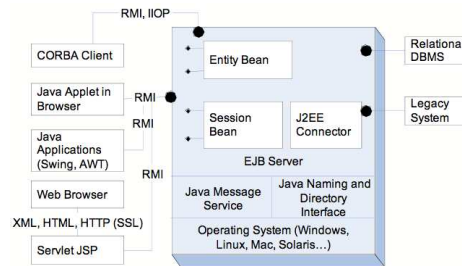 RMI, IIOP
CORBA Client
Entity Bean
Relationa
DBMS
Java Applet in
Browser
RMI
RMI
Java
Applications
(Swing, AWT)
Session
Bean
J2EE
Connector
Legacy
System
EJB Server
RMI
Web Browser
Java Message
Service
Java Naming and
Directory
Interface
XML, HTML, HTTP (SSL)
Servlet JSP
Operating System (Windows,
Linux, Mac, Solaris...)